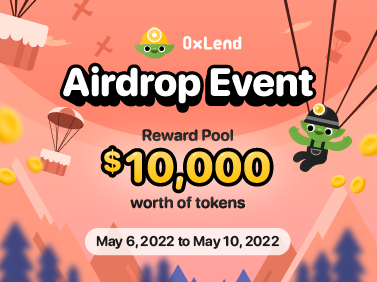 0xLend
Airdrop Event
Reward Pool
$10,000
worth of tokens
May 6, 2022 to May 10, 2022